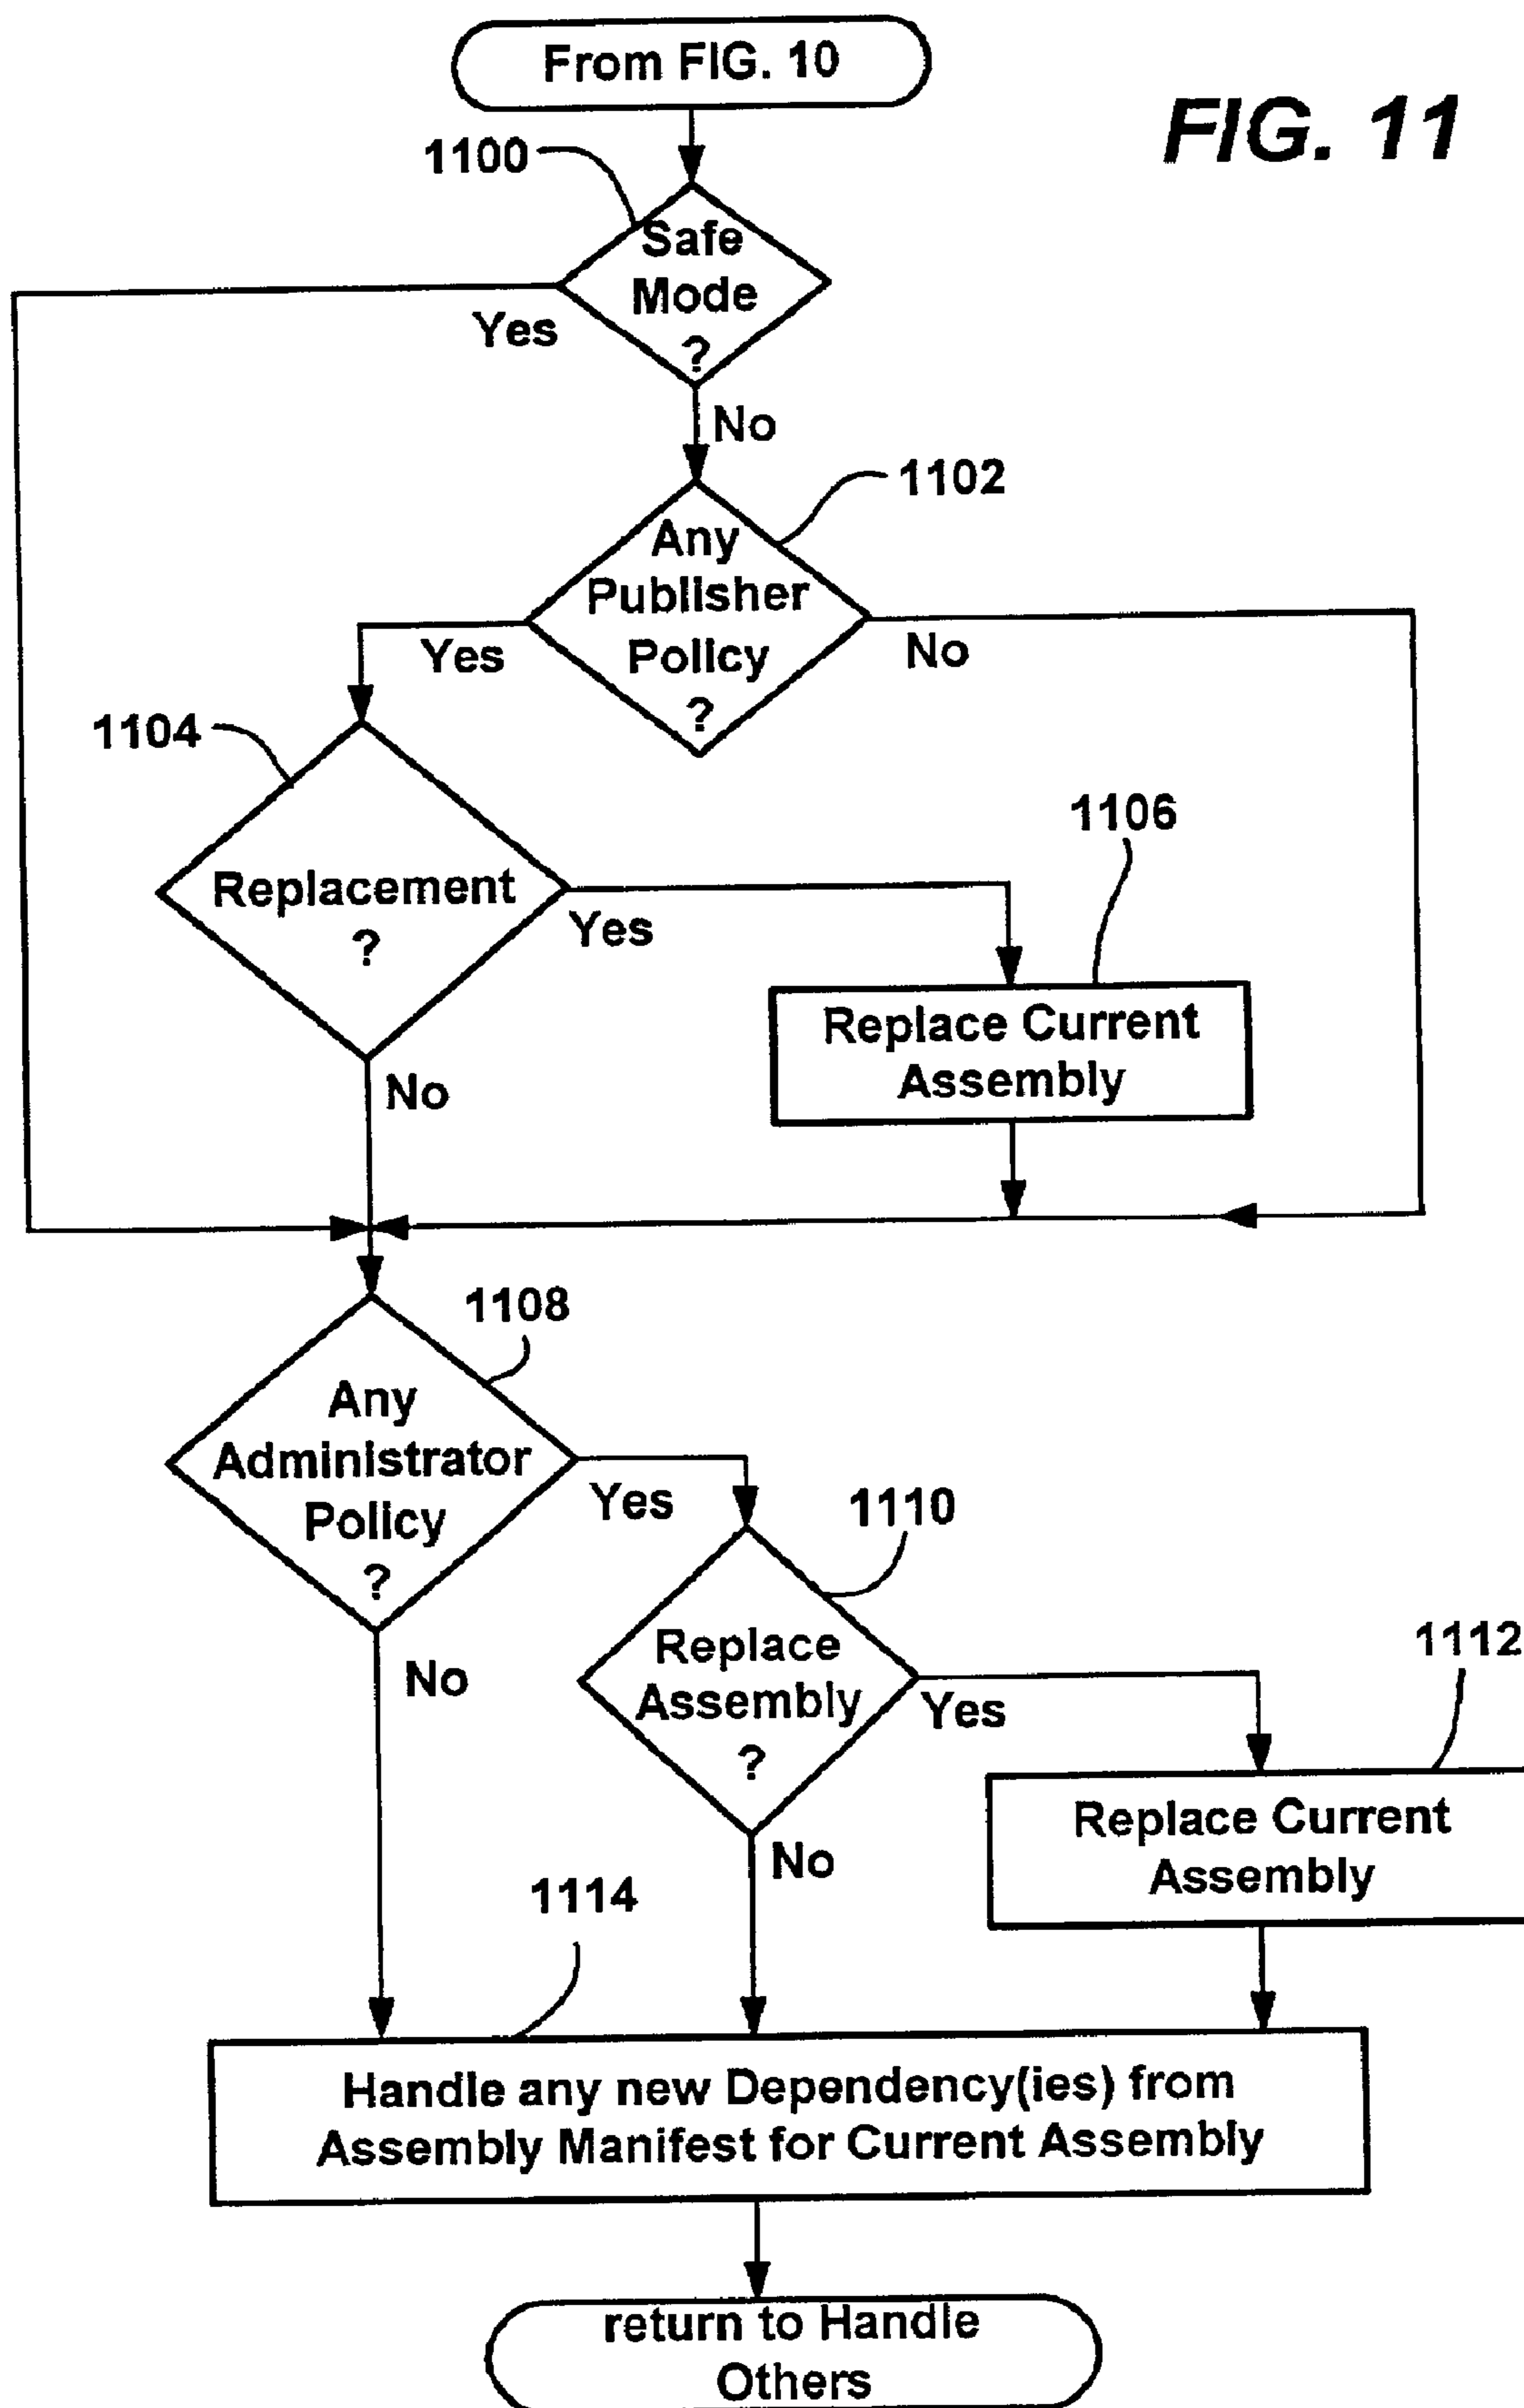 From FIG. 10
FIG. 11
1100
Safe
Mode
?
Yes
No
1102
Any
Publisher
Policy
?
Yes
No
1104
Replacement
?
Yes
No
1106
Replace Current
Assembly
1108
Any
Administrator
Policy
?
Yes
No
1110
Replace
Assembly
?
Yes
No
1112
Replace Current
Assembly
1114
Handle any new Dependency(ies) from
Assembly Manifest for Current Assembly
return to Handle
Others